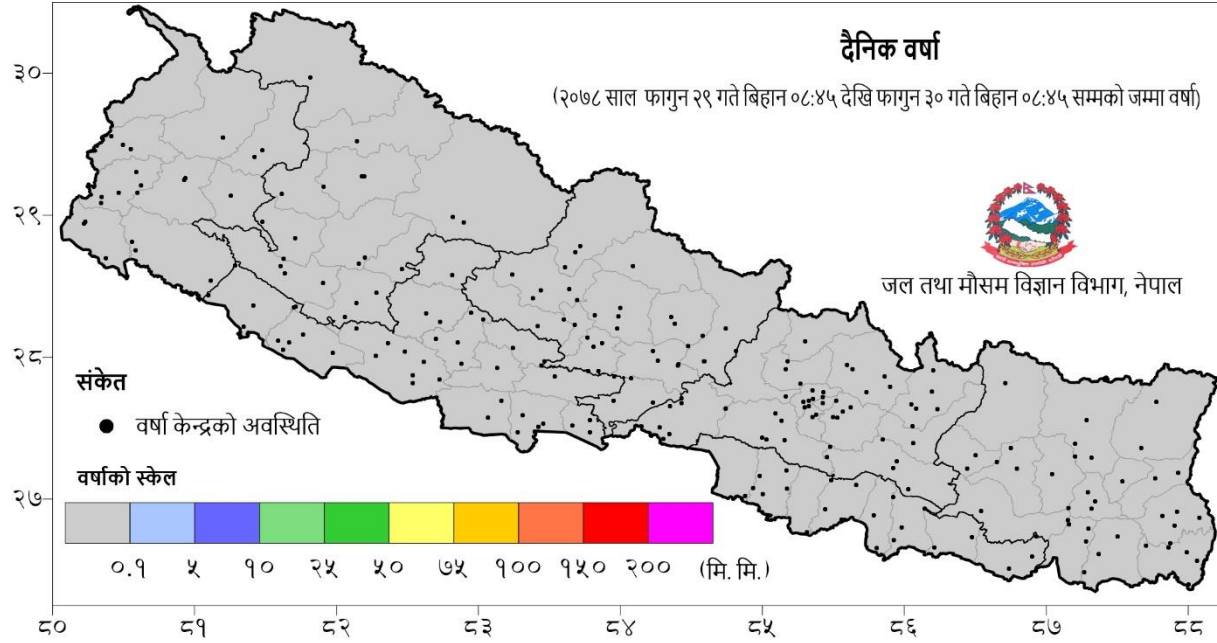 दैनिक वर्षा
(२०७८ साल फागुन २९ गते बिहान ०८:४५ देखि फागुन ३० गते बिहान ०८:४५ सम्मको जम्मा वर्षा)
जल तथा मौसम विज्ञान विभाग, नेपाल
३०
२९
२८
२७
संकेत
वर्षा केन्द्रको अवस्थिति
वर्षाको स्केल
०.१ ५ १० २५ ५० ७५ १०० १५० २०० (मि. मि.)
८० ८१ ८२ ८३ ८४ ८५ ८६ ८७ ८८